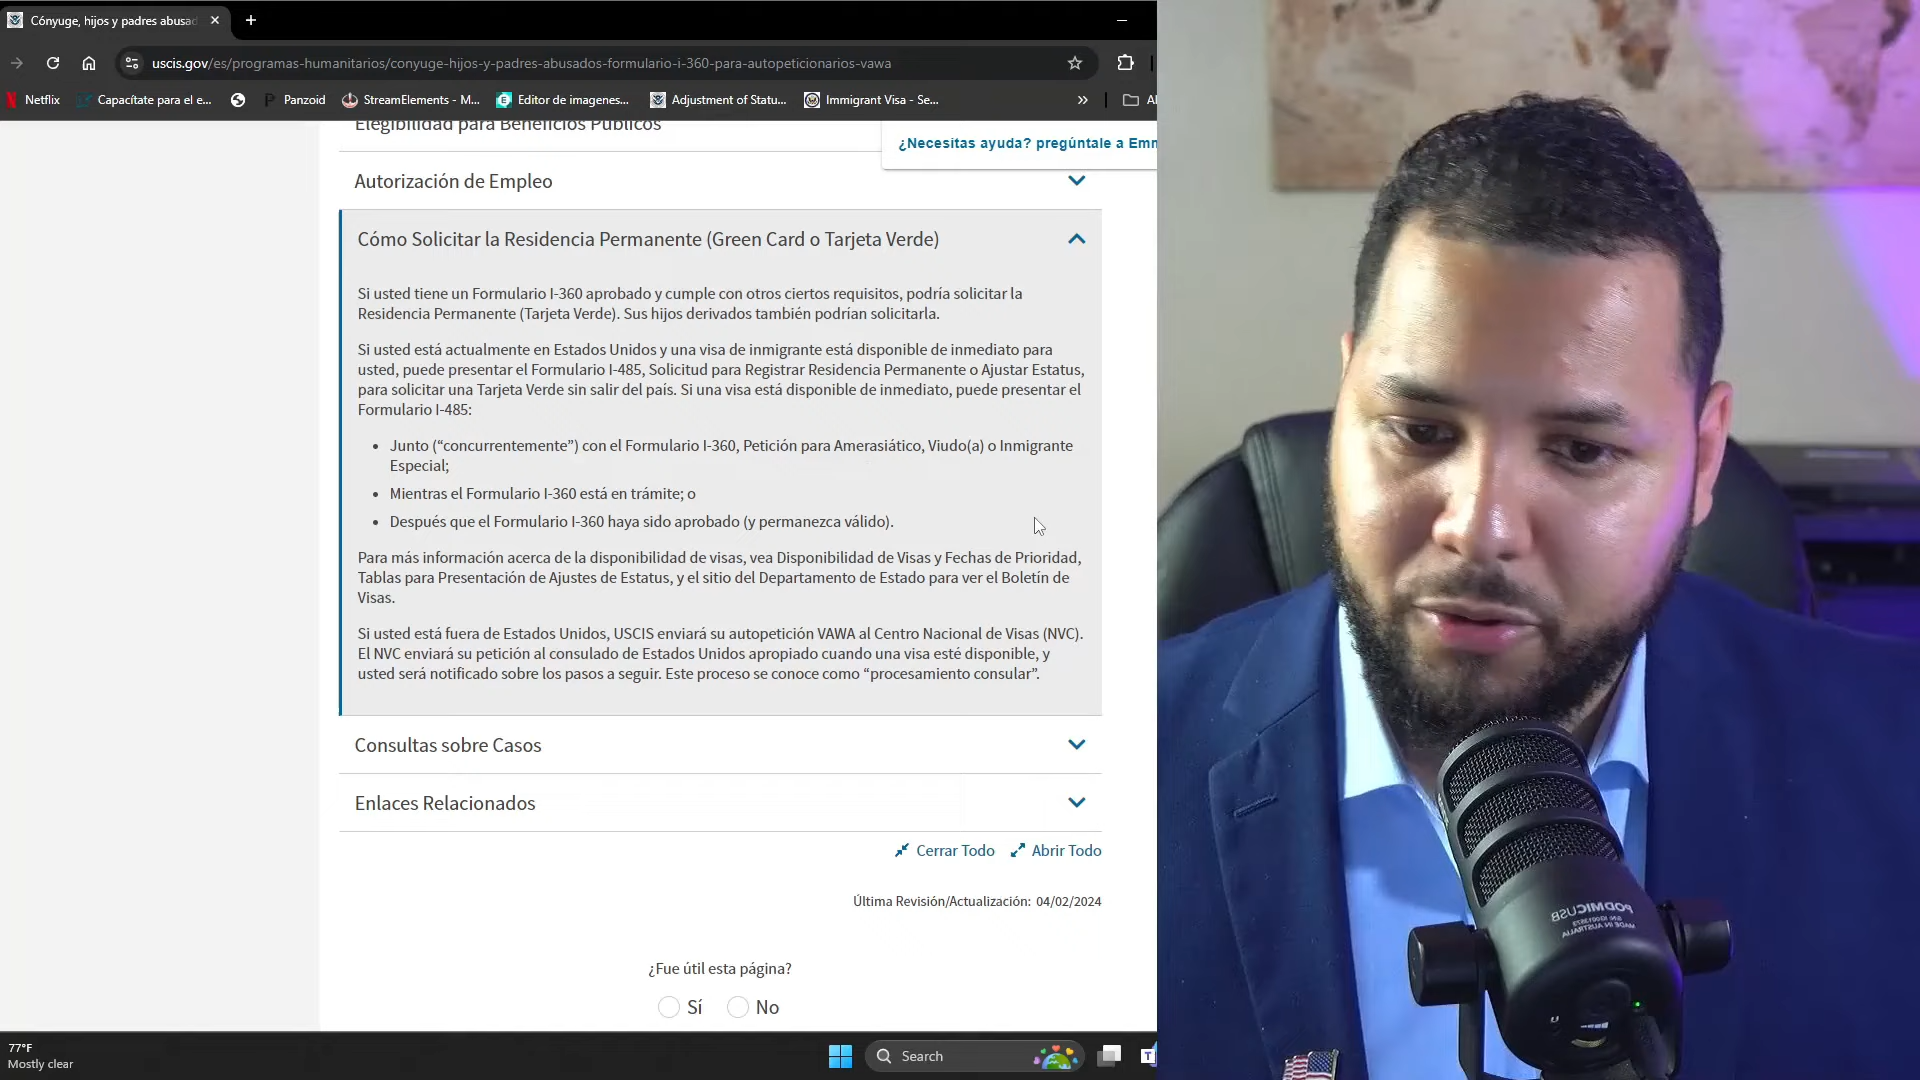 Cónyuge, hijos y padres abusad
uscis.gov/es/programas-humanitarios/conyuge-hijos-y-padres-abusados-formulario-i-360-para-autopeticionarios-vawa
Netflix
Capacítate para el e...
Panzoid
StreamElements - M...
Editor de imagenes...
Adjustment of Statu...
Immigrant Visa - Se...
Elegibilidad para Beneficios Públicos
¿Necesitas ayuda? pregúntale a Emm
Autorización de Empleo
Cómo Solicitar la Residencia Permanente (Green Card o Tarjeta Verde)
Si usted tiene un Formulario I-360 aprobado y cumple con otros ciertos requisitos, podría solicitar la
Residencia Permanente (Tarjeta Verde). Sus hijos derivados también podrían solicitarla.
Si usted está actualmente en Estados Unidos y una visa de inmigrante está disponible de inmediato para
usted, puede presentar el Formulario I-485, Solicitud para Registrar Residencia Permanente o Ajustar Estatus,
para solicitar una Tarjeta Verde sin salir del país. Si una visa está disponible de inmediato, puede presentar el
Formulario I-485:
• Junto (“concurrentemente”) con el Formulario I-360, Petición para Amerasiático, Viudo(a) o Inmigrante
Especial;
• Mientras el Formulario I-360 está en trámite; o
• Después que el Formulario I-360 haya sido aprobado (y permanezca válido).
Para más información acerca de la disponibilidad de visas, vea Disponibilidad de Visas y Fechas de Prioridad,
Tablas para Presentación de Ajustes de Estatus, y el sitio del Departamento de Estado para ver el Boletín de
Visas.
Si usted está fuera de Estados Unidos, USCIS enviará su autopetición VAWA al Centro Nacional de Visas (NVC).
El NVC enviará su petición al consulado de Estados Unidos apropiado cuando una visa esté disponible, y
usted será notificado sobre los pasos a seguir. Este proceso se conoce como “procesamiento consular”.
Consultas sobre Casos
Enlaces Relacionados
Cerrar Todo
Abrir Todo
Última Revisión/Actualización: 04/02/2024
¿Fue útil esta página?
Sí
No
77°F
Mostly clear
Search
PODMICUSB
MADE IN AUSTRALIA